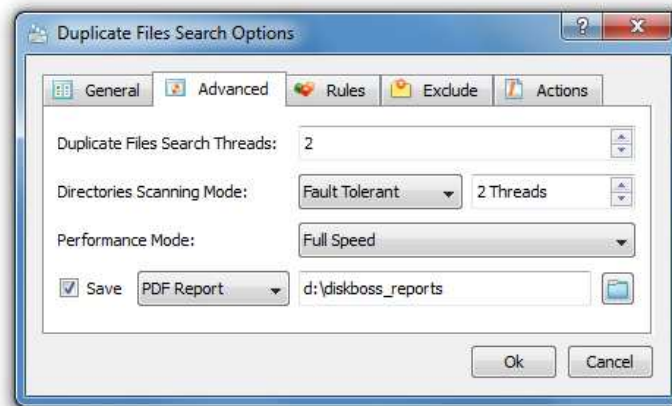 Duplicate Files Search Options
General Advanced Rules Exclude Actions
Duplicate Files Search Threads: 2
Directories Scanning Mode: Fault Tolerant 2 Threads
Performance Mode: Full Speed
Save PDF Report d:\diskboss_reports
Ok Cancel